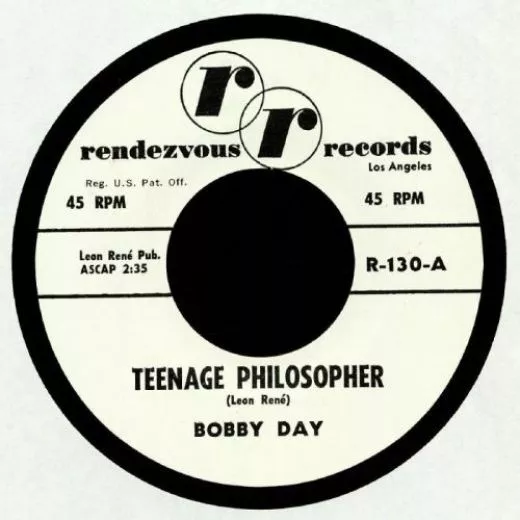 r r
rendezvous records
Los Angeles
Reg. U.S. Pat. Off.
45 RPM 45 RPM
Leon René Pub.
ASCAP 2:35
R-130-A
TEENAGE PHILOSOPHER
(Leon René)
BOBBY DAY